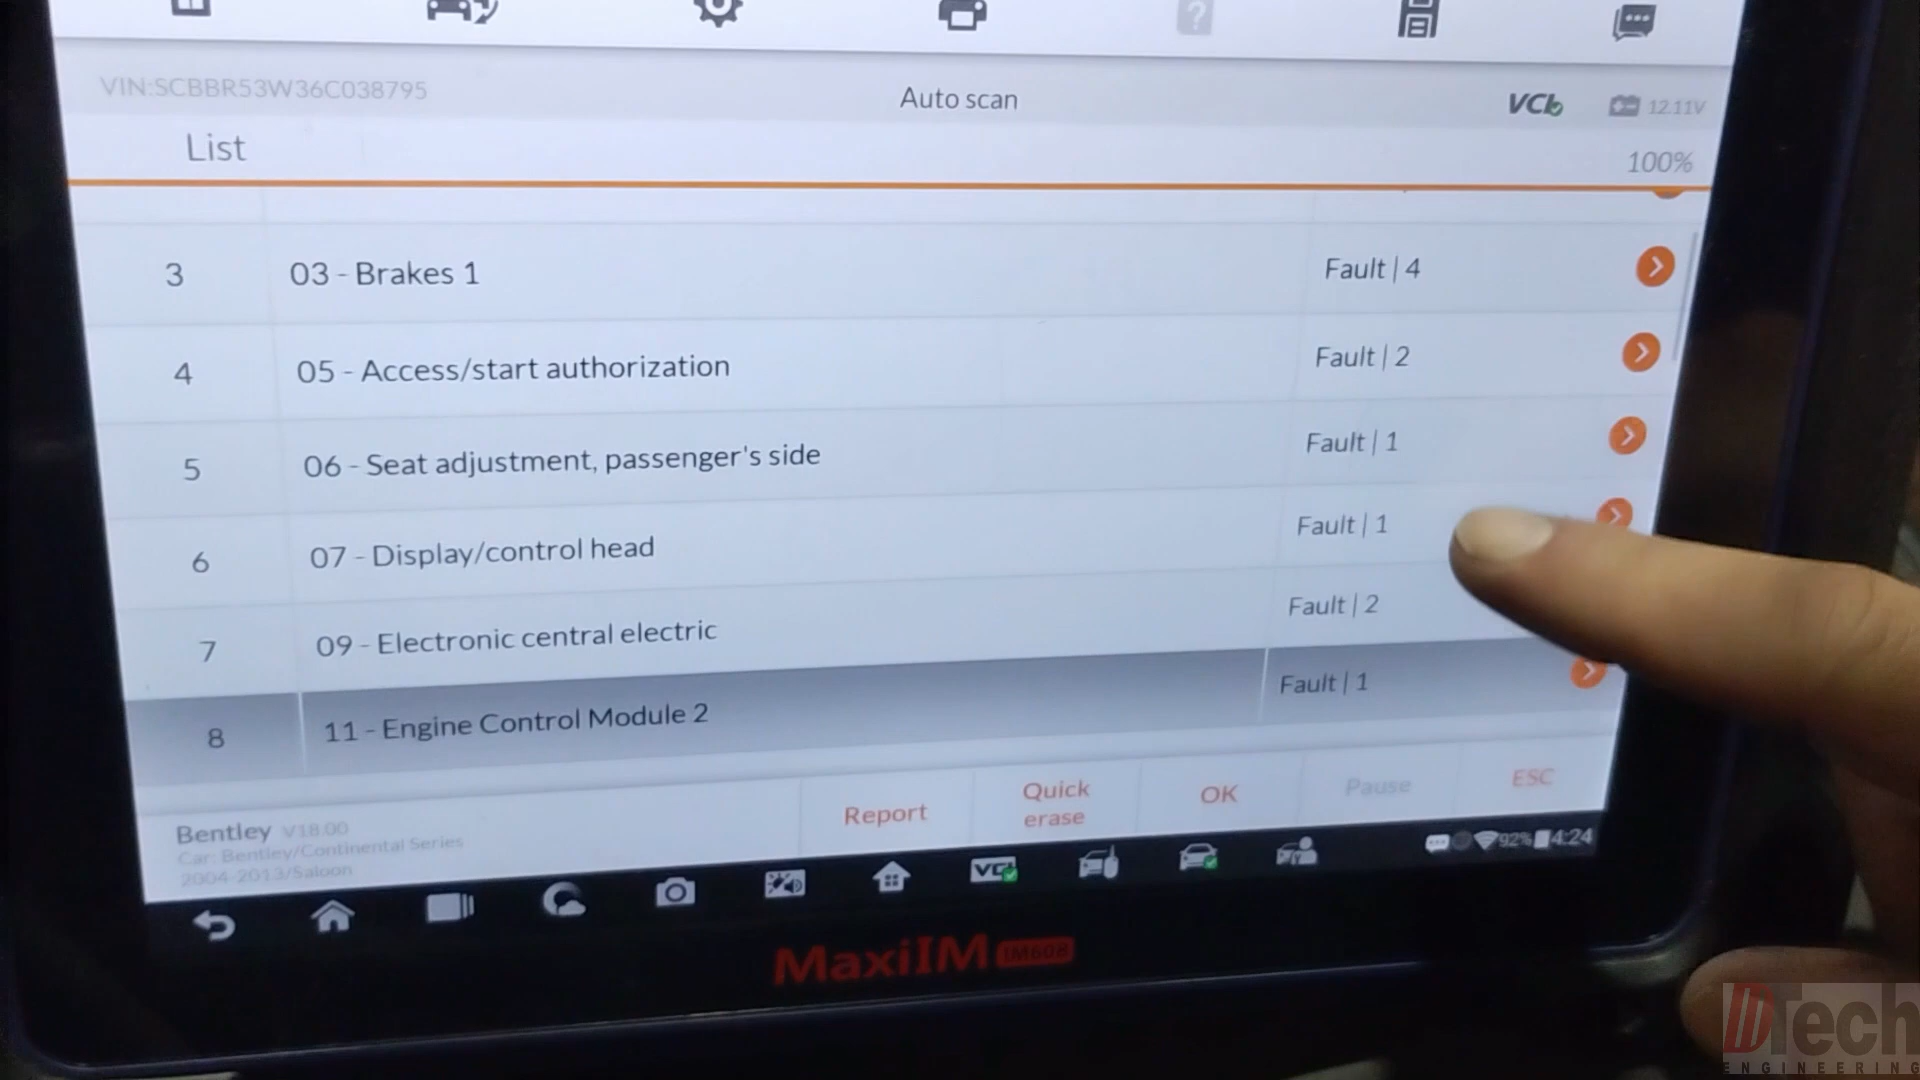 VIN:SCBBR53W36C038795
Auto scan
VCI
12.11V
List
100%
3 03 - Brakes 1 Fault | 4
4 05 - Access/start authorization Fault | 2
5 06 - Seat adjustment, passenger's side Fault | 1
6 07 - Display/control head Fault | 1
7 09 - Electronic central electric Fault | 2
8 11 - Engine Control Module 2 Fault | 1
Bentley V18.00
Car: Bentley/Continental Series
2004-2013/Saloon
Report
Quick
erase
OK
Pause
ESC
VCI
92% 4:24
MaxiIM IM608
Tech
ENGINEERING